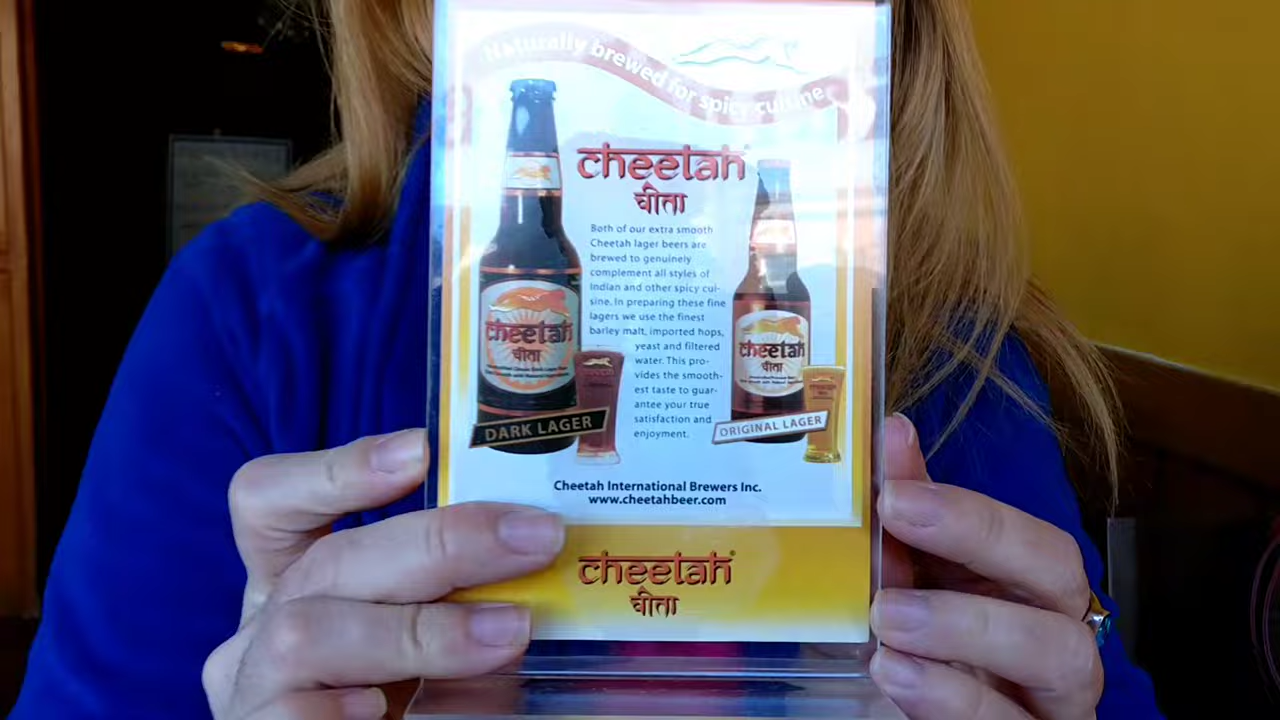 Naturally brewed for spicy cuisine
cheetah
चीता
Both of our extra smooth
Cheetah lager beers are
brewed to genuinely
complement all styles of
Indian and other spicy cui-
sine. In preparing these fine
lagers we use the finest
barley malt, imported hops,
yeast and filtered
water. This pro-
vides the smooth-
est taste to guar-
antee your true
satisfaction and
enjoyment.
cheetah
चीता
DARK LAGER
cheetah
चीता
ORIGINAL LAGER
Cheetah International Brewers Inc.
www.cheetahbeer.com
cheetah
चीता